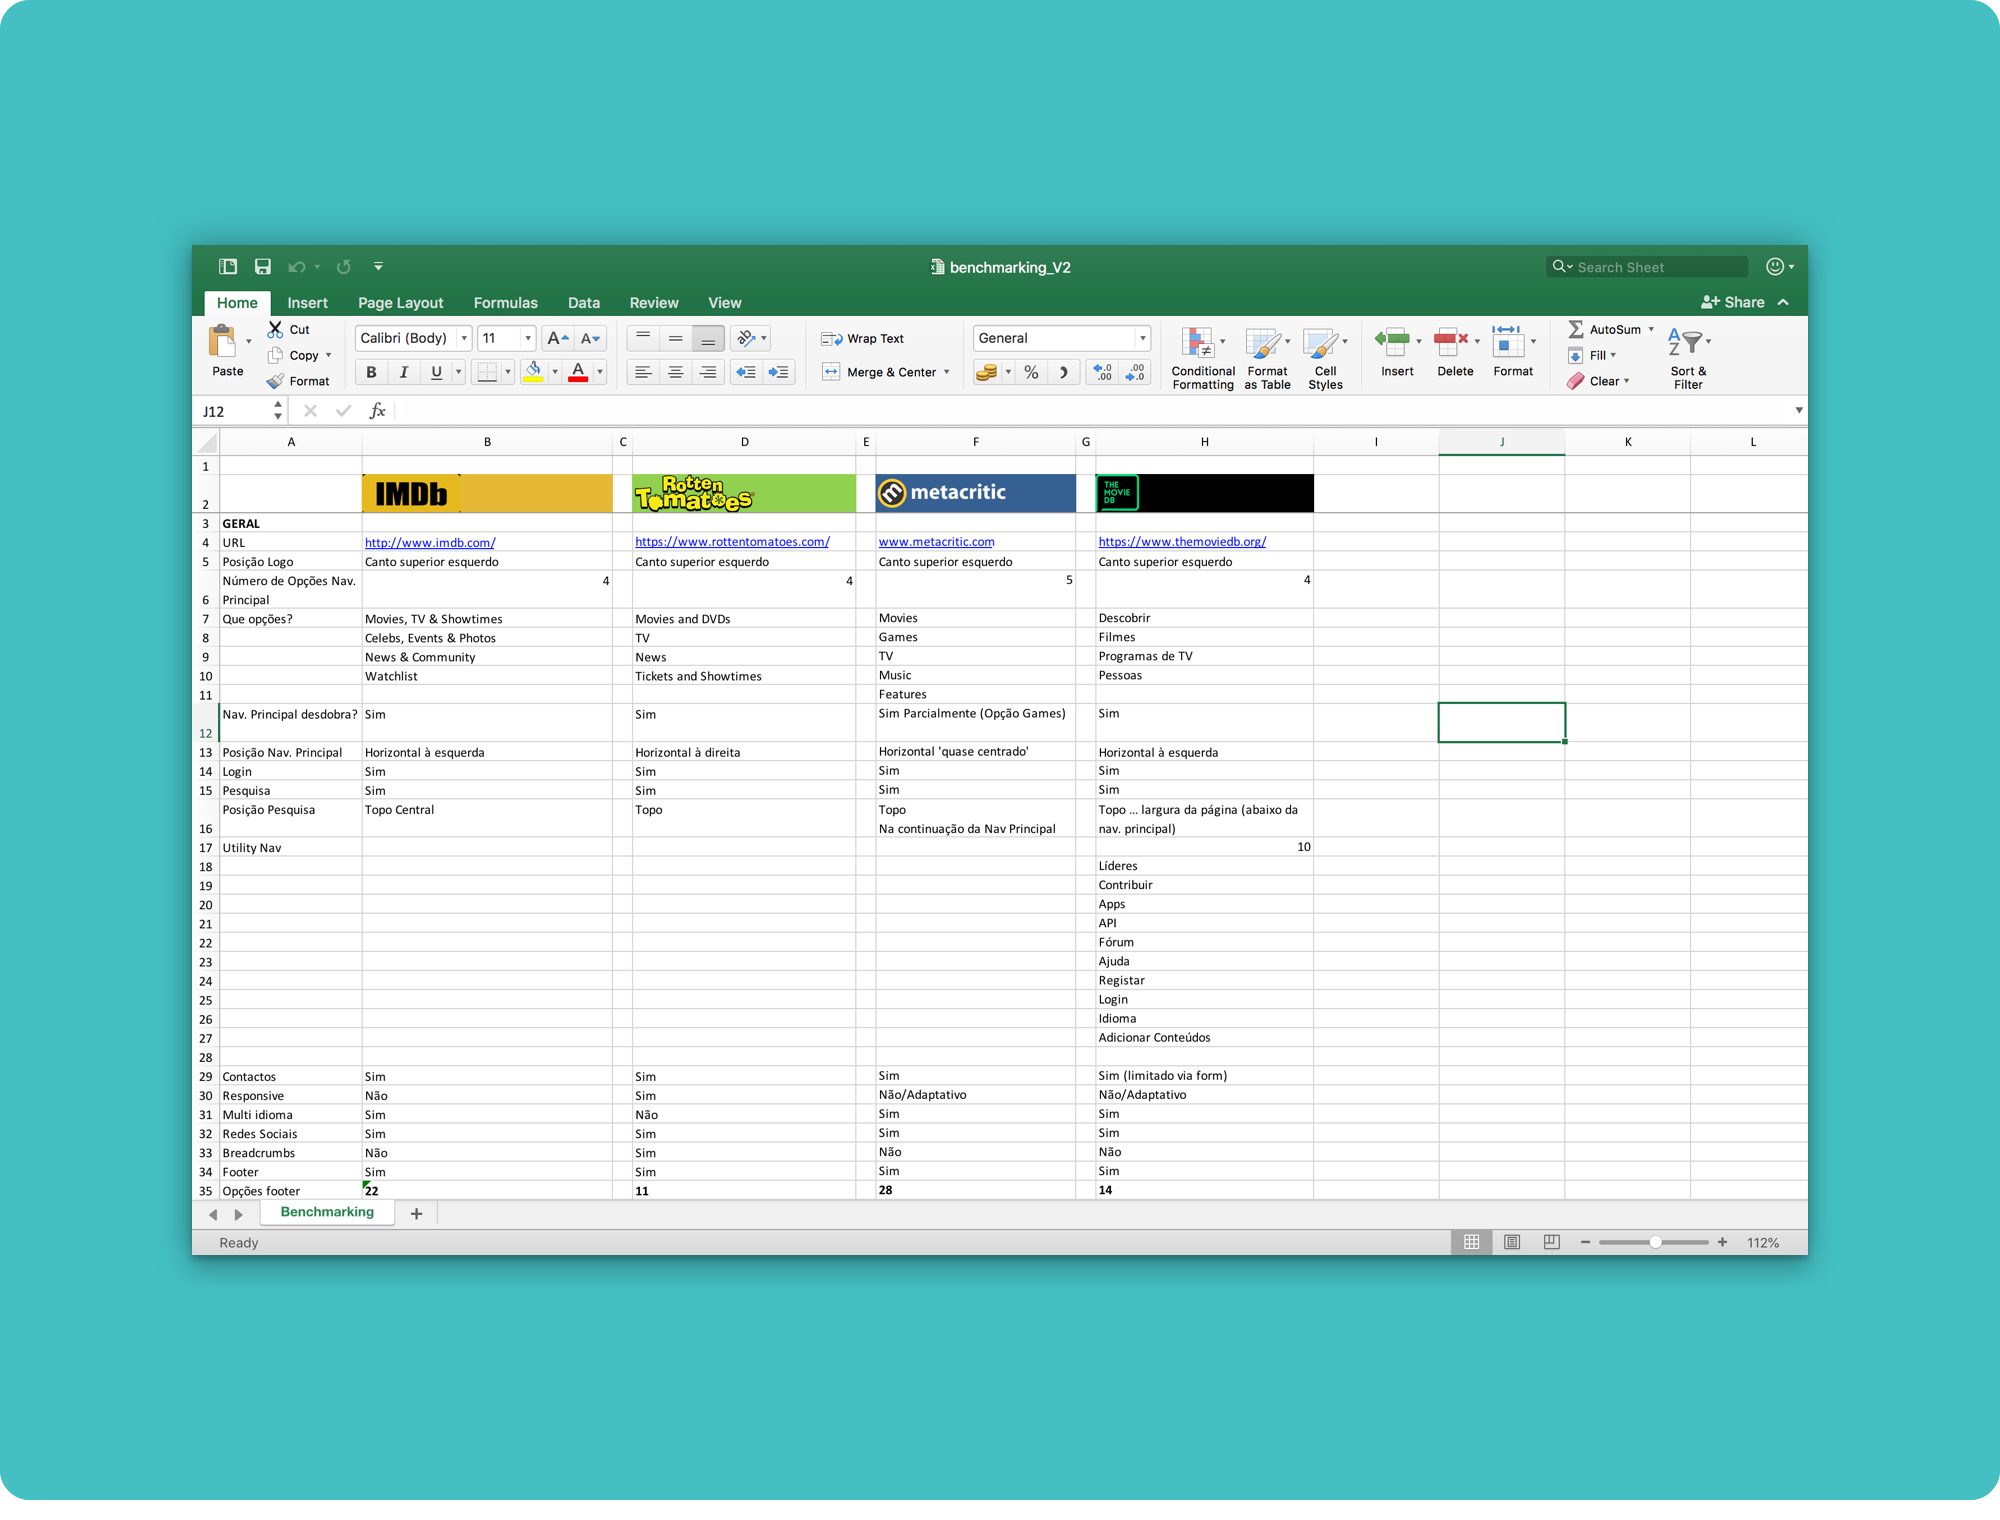 benchmarking_V2
Search Sheet
Home Insert Page Layout Formulas Data Review View
Share
Paste
Cut
Copy
Format
Calibri (Body) 11
A A
B I U A
Wrap Text
Merge & Center
General
%
Conditional Formatting
Format as Table
Cell Styles
Insert
Delete
Format
AutoSum
Fill
Clear
Sort & Filter
J12 fx
A B C D E F G H I J K L
1
2 IMDb Rotten Tomatoes metacritic THE MOVIE DB
3 GERAL
4 URL http://www.imdb.com/ https://www.rottentomatoes.com/ www.metacritic.com https://www.themoviedb.org/
5 Posição Logo Canto superior esquerdo Canto superior esquerdo Canto superior esquerdo Canto superior esquerdo
Número de Opções Nav. 4 4 5 4
6 Principal
7 Que opções? Movies, TV & Showtimes Movies and DVDs Movies Descobrir
8 Celebs, Events & Photos TV Games Filmes
9 News & Community News TV Programas de TV
10 Watchlist Tickets and Showtimes Music Pessoas
11 Features
Nav. Principal desdobra? Sim Sim Sim Parcialmente (Opção Games) Sim
12
13 Posição Nav. Principal Horizontal à esquerda Horizontal à direita Horizontal 'quase centrado' Horizontal à esquerda
14 Login Sim Sim Sim Sim
15 Pesquisa Sim Sim Sim Sim
Posição Pesquisa Topo Central Topo Topo Topo ... largura da página (abaixo da
16 Na continuação da Nav Principal nav. principal)
17 Utility Nav 10
18 Líderes
19 Contribuir
20 Apps
21 API
22 Fórum
23 Ajuda
24 Registar
25 Login
26 Idioma
27 Adicionar Conteúdos
28
29 Contactos Sim Sim Sim Sim (limitado via form)
30 Responsive Não Sim Não/Adaptativo Não/Adaptativo
31 Multi idioma Sim Não Sim Sim
32 Redes Sociais Sim Sim Sim Sim
33 Breadcrumbs Não Sim Não Não
34 Footer Sim Sim Sim Sim
35 Opções footer 22 11 28 14
Benchmarking +
Ready
112%